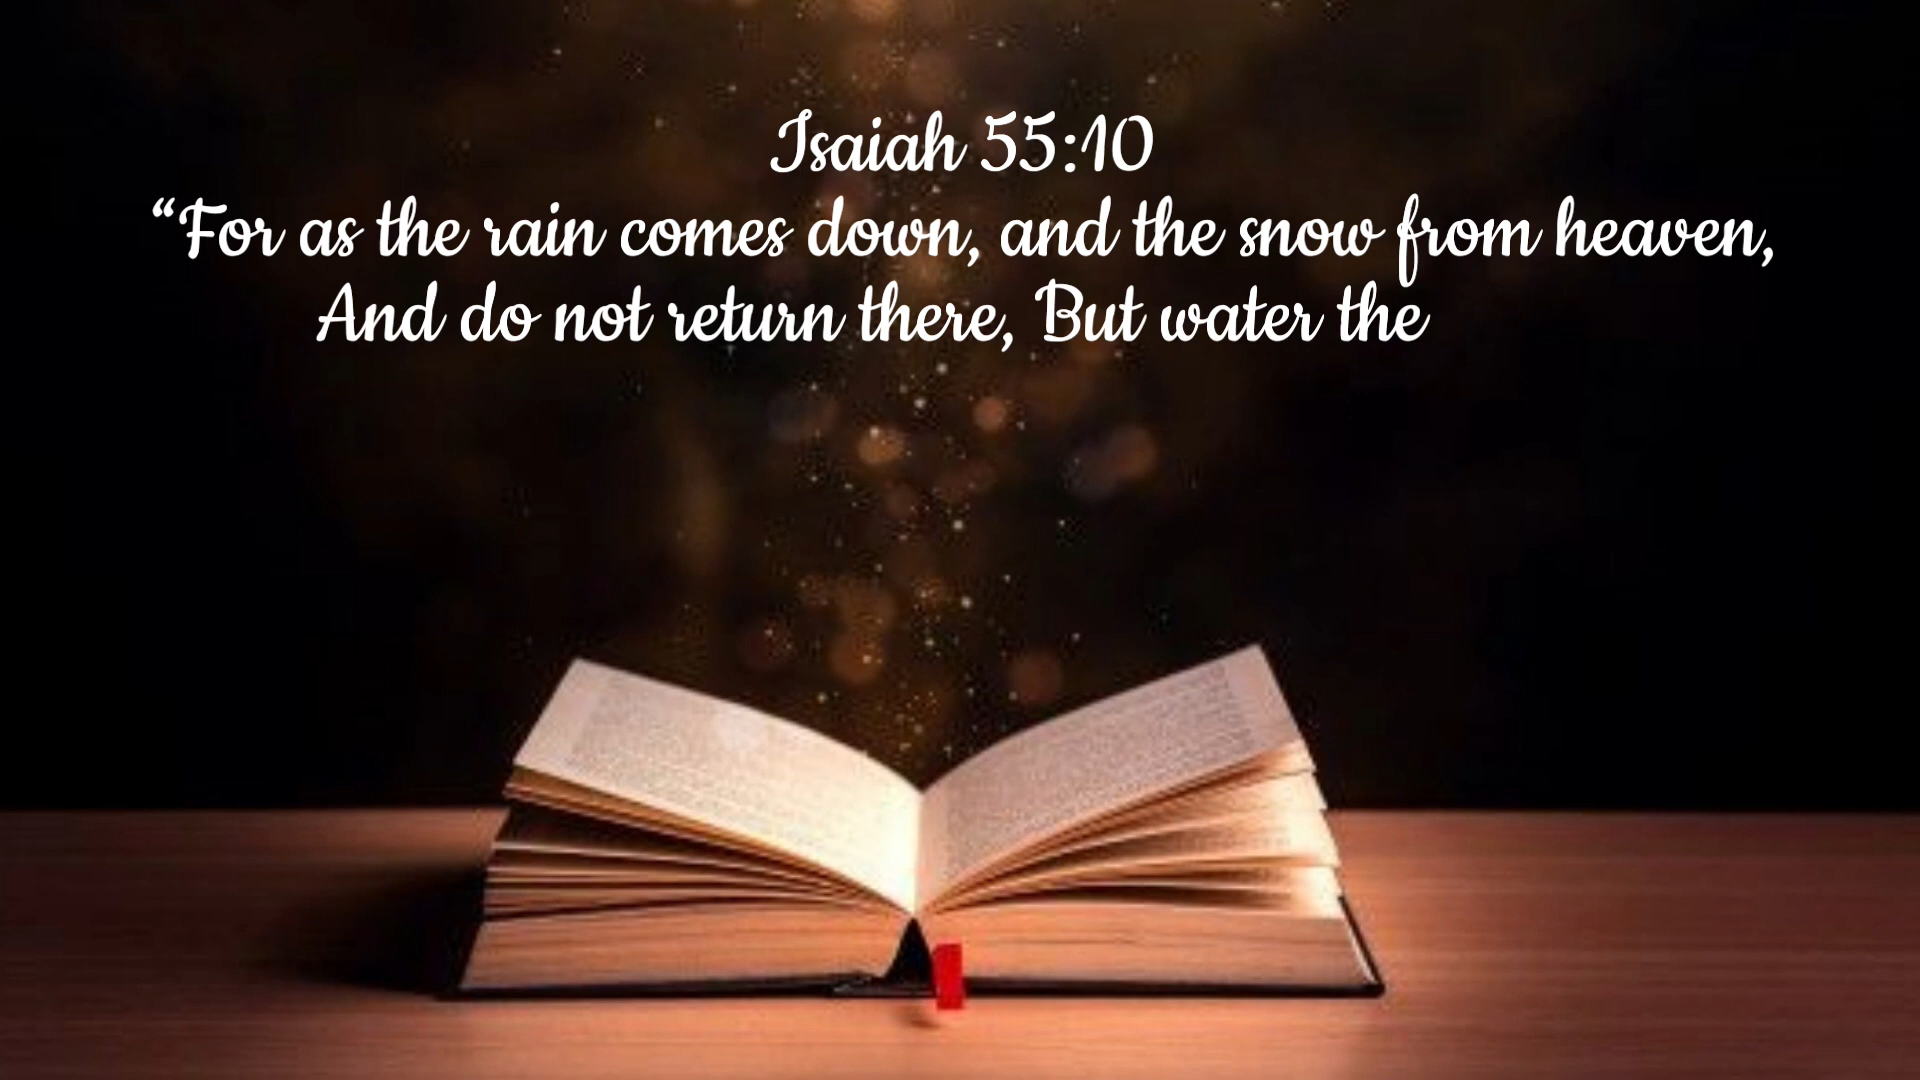 Isaiah 55:10
“For as the rain comes down, and the snow from heaven,
And do not return there, But water the